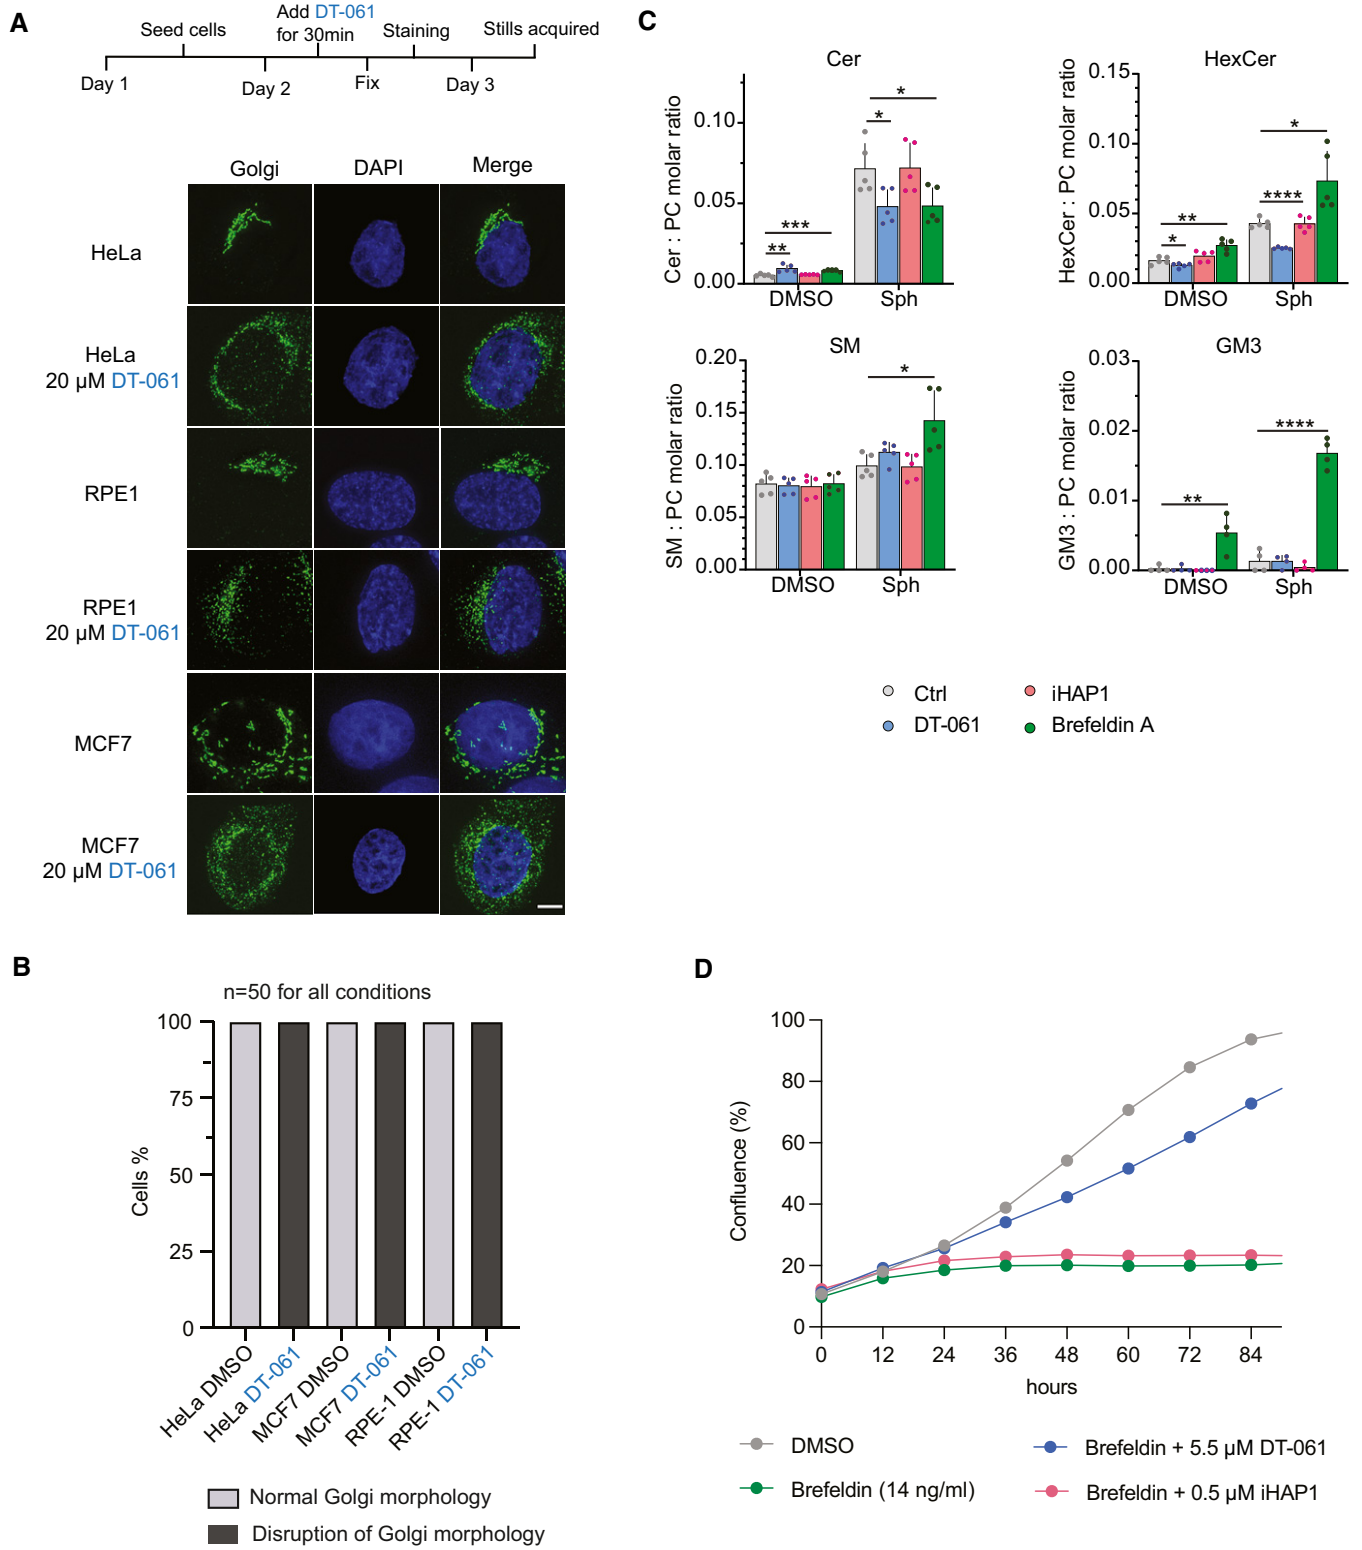 A
Seed cells
Add DT-061
for 30min
Staining
Stills acquired
Day 1
Day 2
Fix
Day 3
Golgi
DAPI
Merge
HeLa
HeLa
20 µM DT-061
RPE1
RPE1
20 µM DT-061
MCF7
MCF7
20 µM DT-061
B
n=50 for all conditions
Cells %
100
75
50
25
0
HeLa DMSO
HeLa DT-061
MCF7 DMSO
MCF7 DT-061
RPE-1 DMSO
RPE-1 DT-061
Normal Golgi morphology
Disruption of Golgi morphology
C
Cer
Cer : PC molar ratio
0.10
0.05
0.00
**
***
*
*
DMSO
Sph
HexCer
HexCer : PC molar ratio
0.15
0.10
0.05
0.00
*
**
****
*
DMSO
Sph
SM
SM : PC molar ratio
0.20
0.15
0.10
0.05
0.00
*
DMSO
Sph
GM3
GM3 : PC molar ratio
0.03
0.02
0.01
0.00
**
****
DMSO
Sph
Ctrl
iHAP1
DT-061
Brefeldin A
D
Confluence (%)
100
80
60
40
20
0
0 12 24 36 48 60 72 84
hours
DMSO
Brefeldin + 5.5 µM DT-061
Brefeldin (14 ng/ml)
Brefeldin + 0.5 µM iHAP1